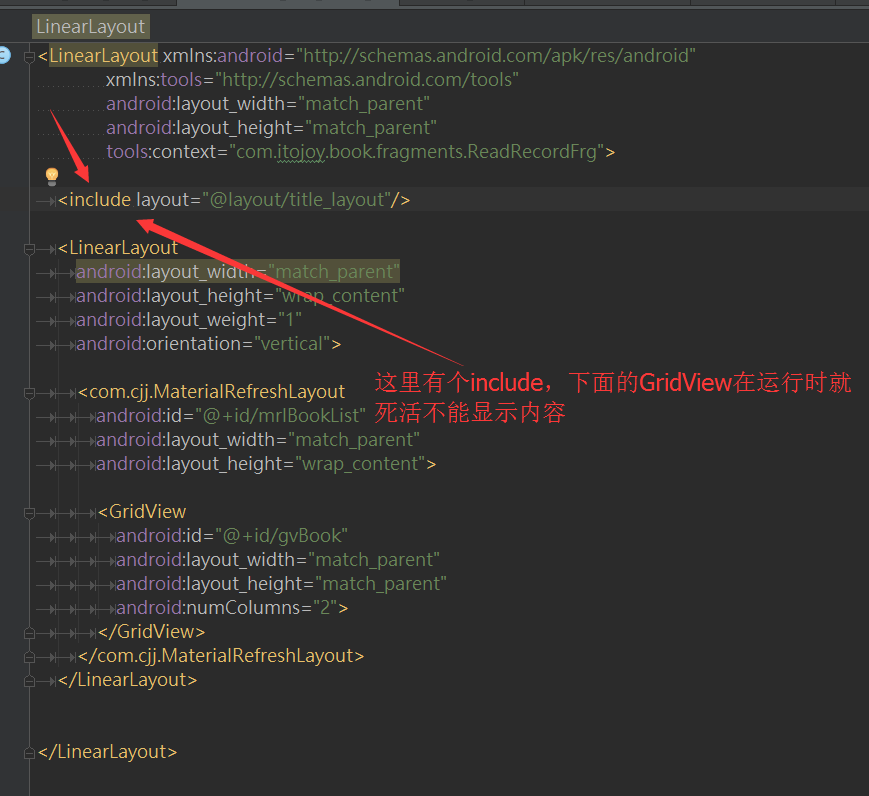 LinearLayout
<LinearLayout xmlns:android="http://schemas.android.com/apk/res/android"
xmlns:tools="http://schemas.android.com/tools"
android:layout_width="match_parent"
android:layout_height="match_parent"
tools:context="com.itojoy.book.fragments.ReadRecordFrg">
<include layout="@layout/title_layout"/>
<LinearLayout
android:layout_width="match_parent"
android:layout_height="wrap_content"
android:layout_weight="1"
android:orientation="vertical">
这里有个include，下面的GridView在运行时就
死活不能显示内容
<com.cjj.MaterialRefreshLayout
android:id="@+id/mrlBookList"
android:layout_width="match_parent"
android:layout_height="wrap_content">
<GridView
android:id="@+id/gvBook"
android:layout_width="match_parent"
android:layout_height="match_parent"
android:numColumns="2">
</GridView>
</com.cjj.MaterialRefreshLayout>
</LinearLayout>
</LinearLayout>